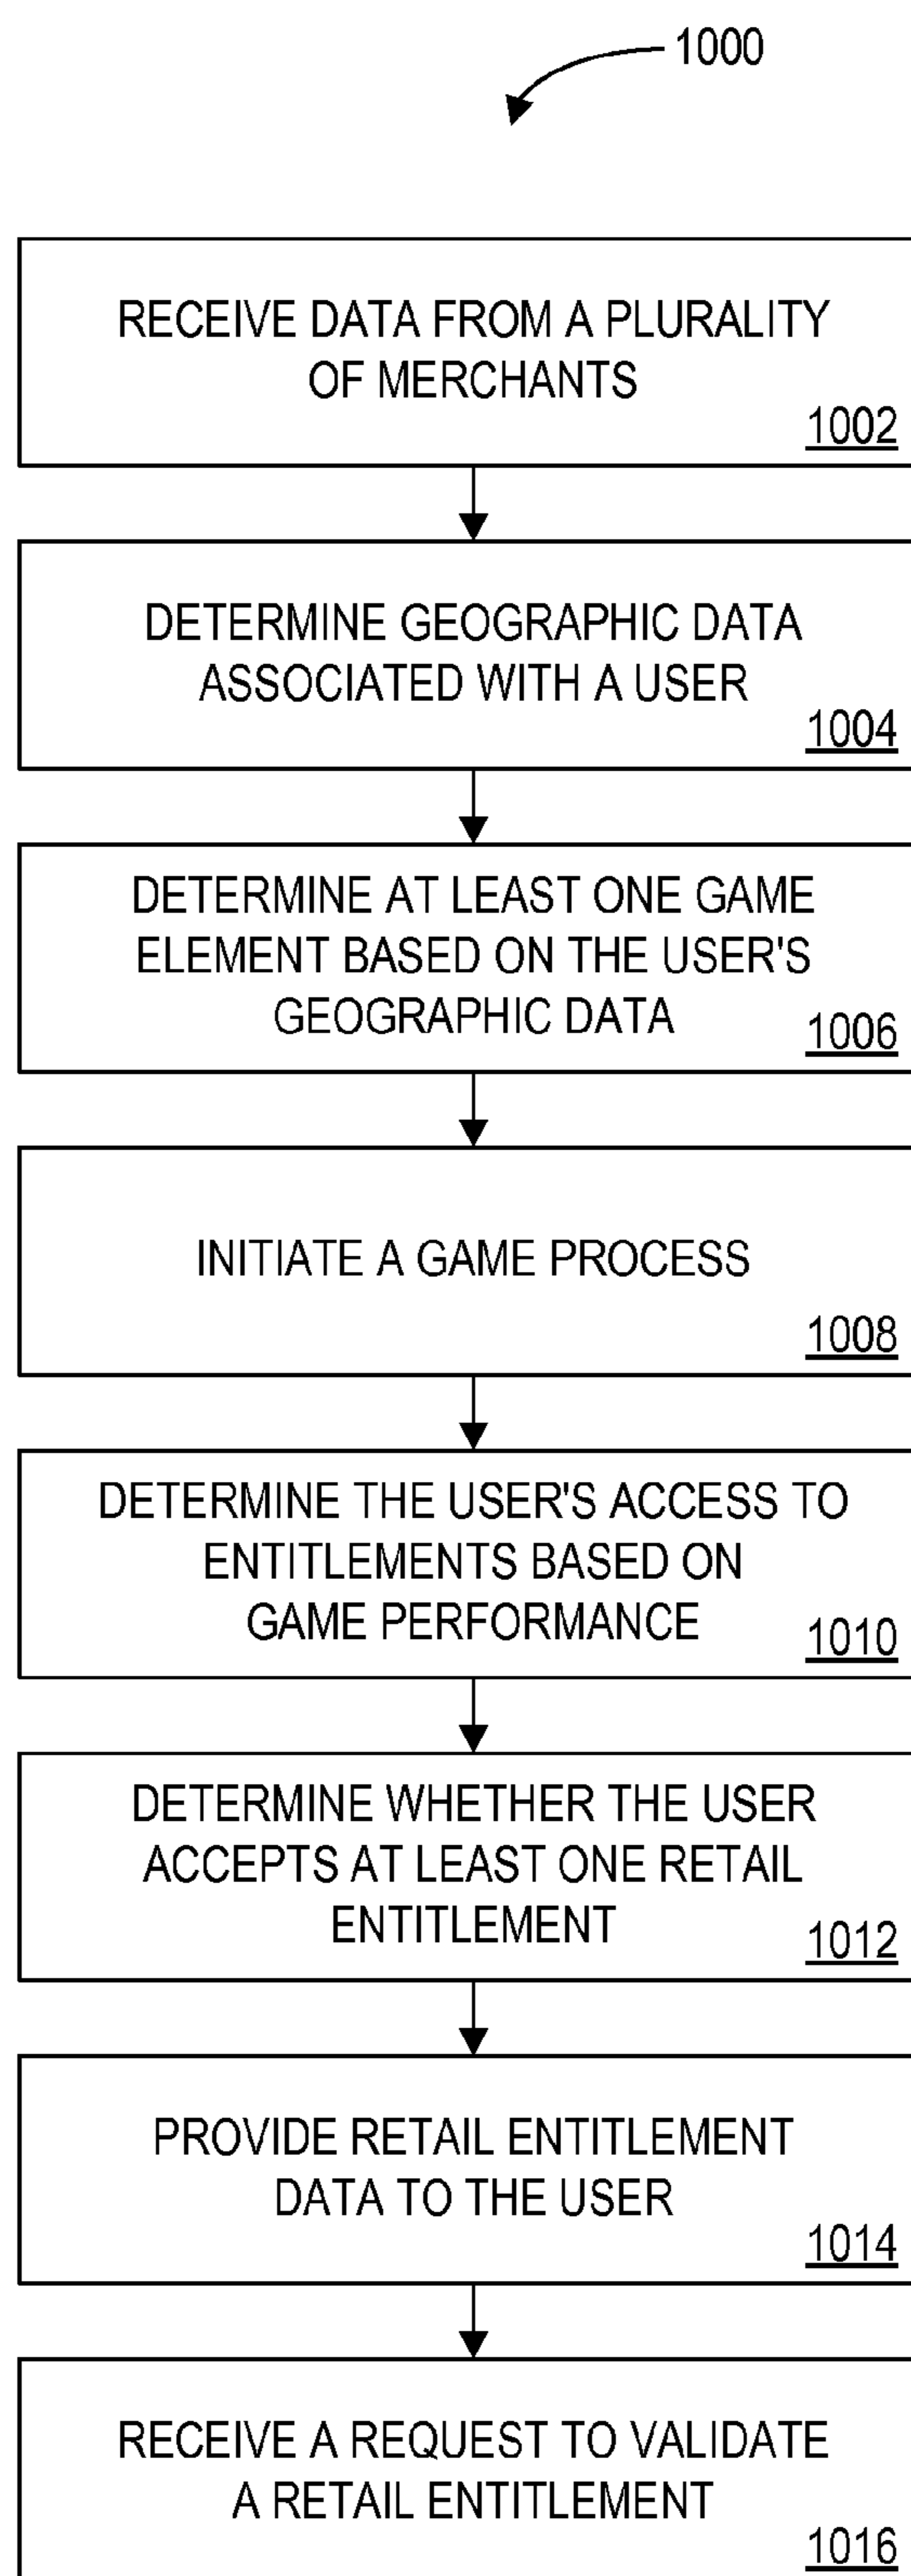 1000
RECEIVE DATA FROM A PLURALITY
OF MERCHANTS
1002
DETERMINE GEOGRAPHIC DATA
ASSOCIATED WITH A USER
1004
DETERMINE AT LEAST ONE GAME
ELEMENT BASED ON THE USER'S
GEOGRAPHIC DATA
1006
INITIATE A GAME PROCESS
1008
DETERMINE THE USER'S ACCESS TO
ENTITLEMENTS BASED ON
GAME PERFORMANCE
1010
DETERMINE WHETHER THE USER
ACCEPTS AT LEAST ONE RETAIL
ENTITLEMENT
1012
PROVIDE RETAIL ENTITLEMENT
DATA TO THE USER
1014
RECEIVE A REQUEST TO VALIDATE
A RETAIL ENTITLEMENT
1016